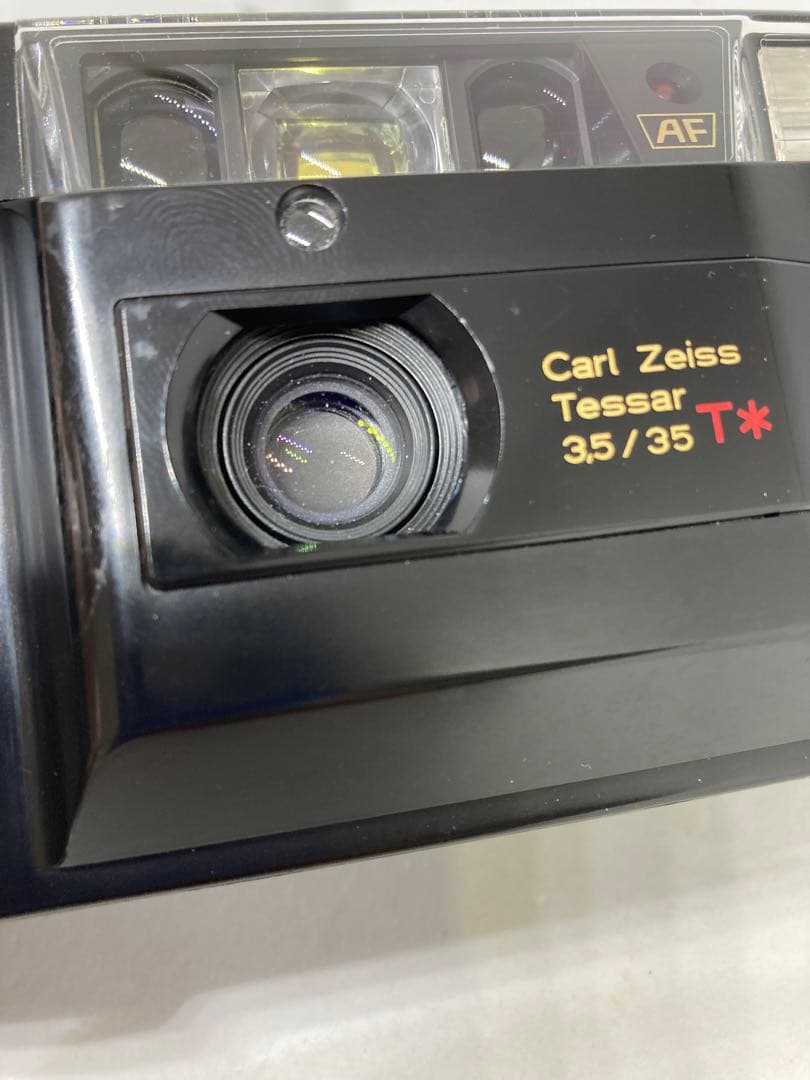 AF
Carl Zeiss
Tessar
3,5/35 T*